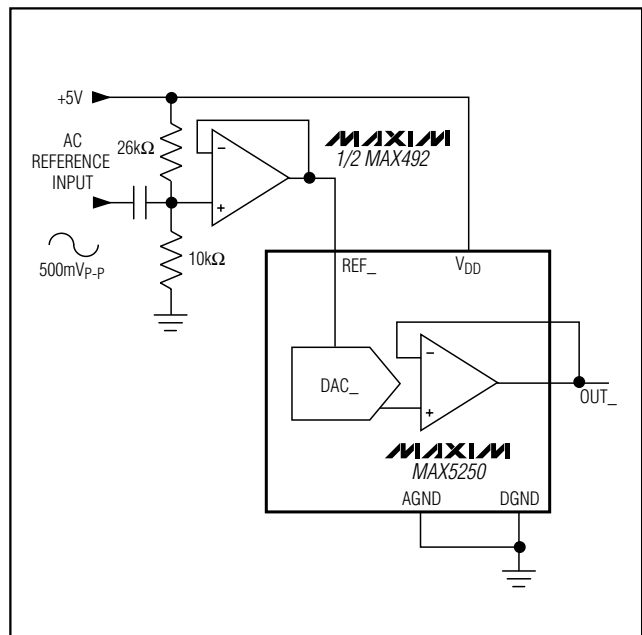 +5V
AC
REFERENCE
INPUT
26kΩ
10kΩ
500mVP-P
MAXIM
1/2 MAX492
REF_
VDD
DAC_
OUT_
MAXIM
MAX5250
AGND
DGND
−
+
−
+